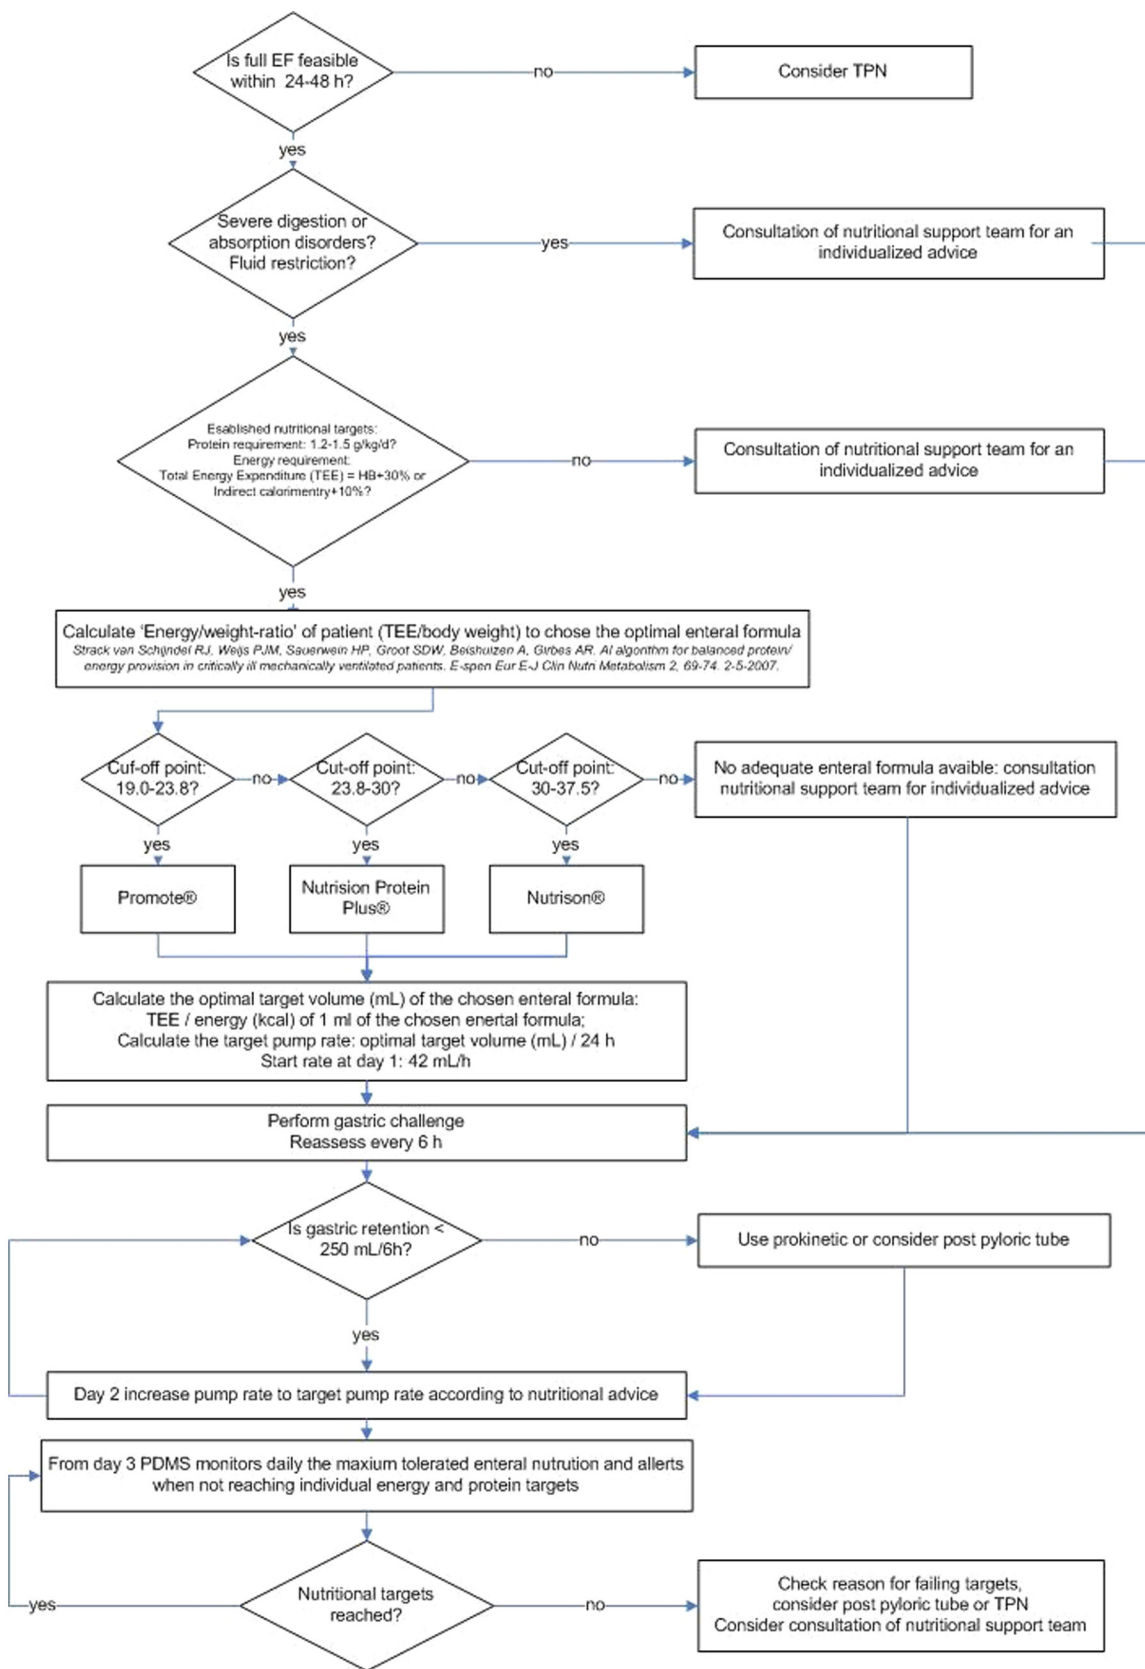 Is full EF feasible
within 24-48 h?
no
Consider TPN
yes
Severe digestion or
absorption disorders?
Fluid restriction?
yes
Consultation of nutritional support team for an
individualized advice
yes
Esablished nutritional targets:
Protein requirement: 1.2-1.5 g/kg/d?
Energy requirement:
Total Energy Expenditure (TEE) = HB+30% or
Indirect calorimentry+10%?
no
Consultation of nutritional support team for an
individualized advice
yes
Calculate 'Energy/weight-ratio' of patient (TEE/body weight) to chose the optimal enteral formula
Strack van Schijndel RJ, Weijs PJM, Sauerwein HP, Groot SDW, Beishuizen A, Girbes AR. Al algorithm for balanced protein/
energy provision in critically ill mechanically ventilated patients. E-spen Eur E-J Clin Nutri Metabolism 2, 69-74. 2-5-2007.
Cuf-off point:
19.0-23.8?
no
Cut-off point:
23.8-30?
no
Cut-off point:
30-37.5?
no
No adequate enteral formula avaible: consultation
nutritional support team for individualized advice
yes
yes
yes
Promote®
Nutrision Protein
Plus®
Nutrison®
Calculate the optimal target volume (mL) of the chosen enteral formula:
TEE / energy (kcal) of 1 ml of the chosen enertal formula;
Calculate the target pump rate: optimal target volume (mL) / 24 h
Start rate at day 1: 42 mL/h
Perform gastric challenge
Reassess every 6 h
Is gastric retention <
250 mL/6h?
no
Use prokinetic or consider post pyloric tube
yes
Day 2 increase pump rate to target pump rate according to nutritional advice
From day 3 PDMS monitors daily the maxium tolerated enteral nutrution and allerts
when not reaching individual energy and protein targets
Nutritional targets
reached?
yes
no
Check reason for failing targets,
consider post pyloric tube or TPN
Consider consultation of nutritional support team